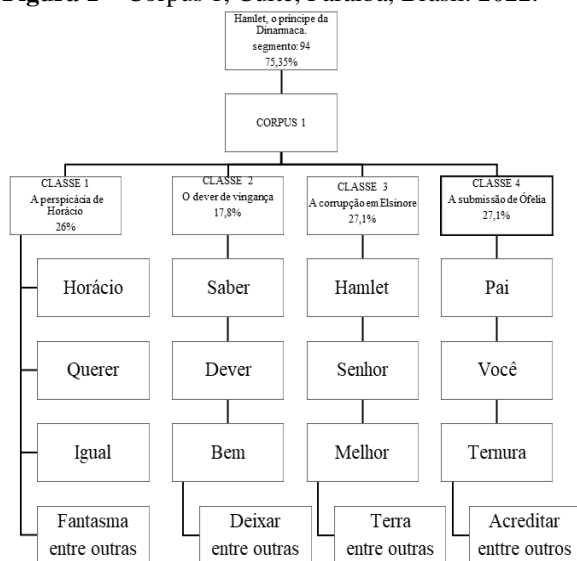 Figura 1 – Corpus 1, Cuité, Paraíba, Brasil. 2022.
Hamlet, o príncipe da
Dinarmaca.
segmento: 94
75,35%
CORPUS 1
CLASSE 1
A perspicácia de
Horácio
26%
CLASSE 2
O dever de vingança
17,8%
CLASSE 3
A corrupção em Elsinore
27,1%
CLASSE 4
A submissão de Ófelia
27,1%
Horácio
Saber
Hamlet
Pai
Querer
Dever
Senhor
Você
Igual
Bem
Melhor
Ternura
Fantasma
entre outras
Deixar
entre outras
Terra
entre outras
Acreditar
enttre outros